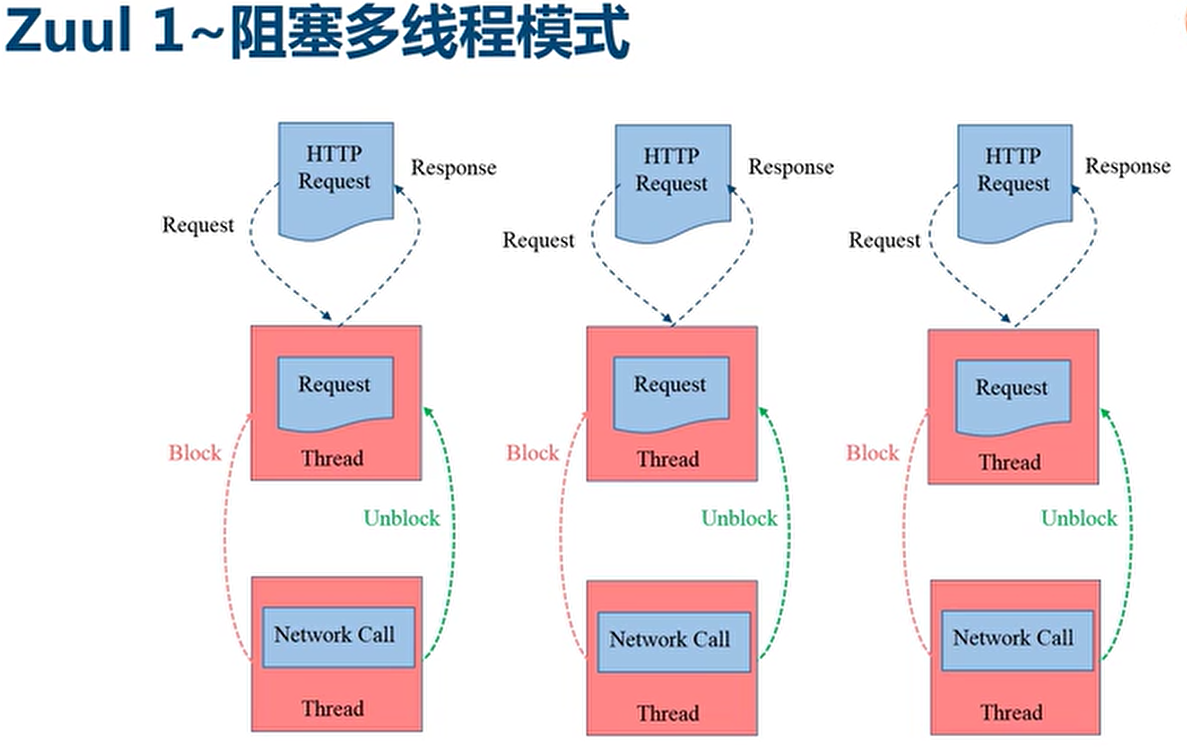 Zuul 1~阻塞多线程模式
HTTP
Request
Response
Request
Request
Thread
Block
Unblock
Network Call
Thread
HTTP
Request
Response
Request
Request
Thread
Block
Unblock
Network Call
Thread
HTTP
Request
Response
Request
Request
Thread
Block
Unblock
Network Call
Thread